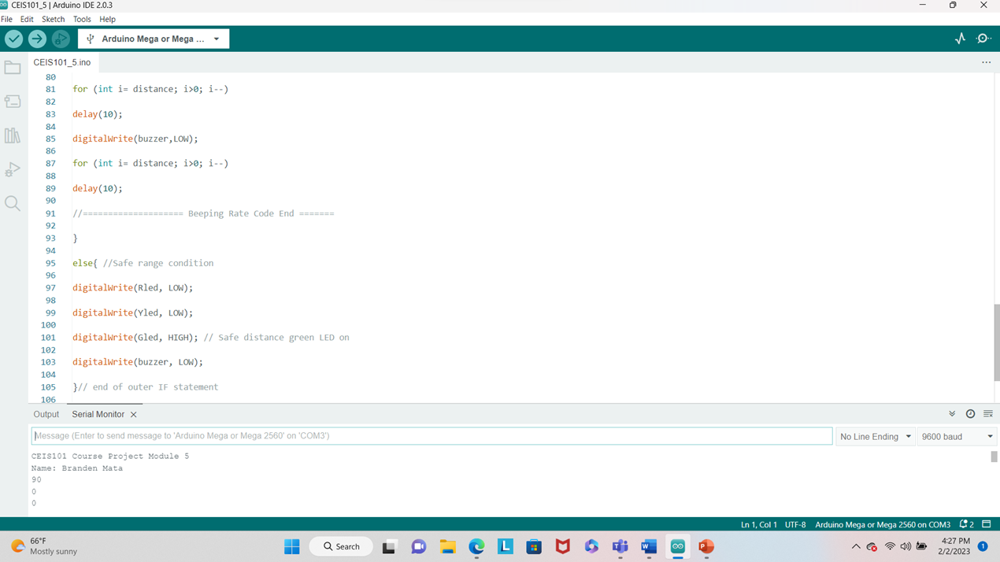 CEIS101_5 | Arduino IDE 2.0.3
File Edit Sketch Tools Help
Arduino Mega or Mega ...
CEIS101_5.ino
80
81 for (int i= distance; i>0; i--)
82
83 delay(10);
84
85 digitalWrite(buzzer,LOW);
86
87 for (int i= distance; i>0; i--)
88
89 delay(10);
90
91 //==================== Beeping Rate Code End =======
92
93 }
94
95 else{ //Safe range condition
96
97 digitalWrite(Rled, LOW);
98
99 digitalWrite(Yled, LOW);
100
101 digitalWrite(Gled, HIGH); // Safe distance green LED on
102
103 digitalWrite(buzzer, LOW);
104
105 }// end of outer IF statement
106
Output Serial Monitor
Message (Enter to send message to 'Arduino Mega or Mega 2560' on 'COM3')
No Line Ending 9600 baud
CEIS101 Course Project Module 5
Name: Branden Mata
90
0
0
Ln 1, Col 1 UTF-8 Arduino Mega or Mega 2560 on COM3 2
66°F
Mostly sunny
Search
4:27 PM
2/2/2023
1